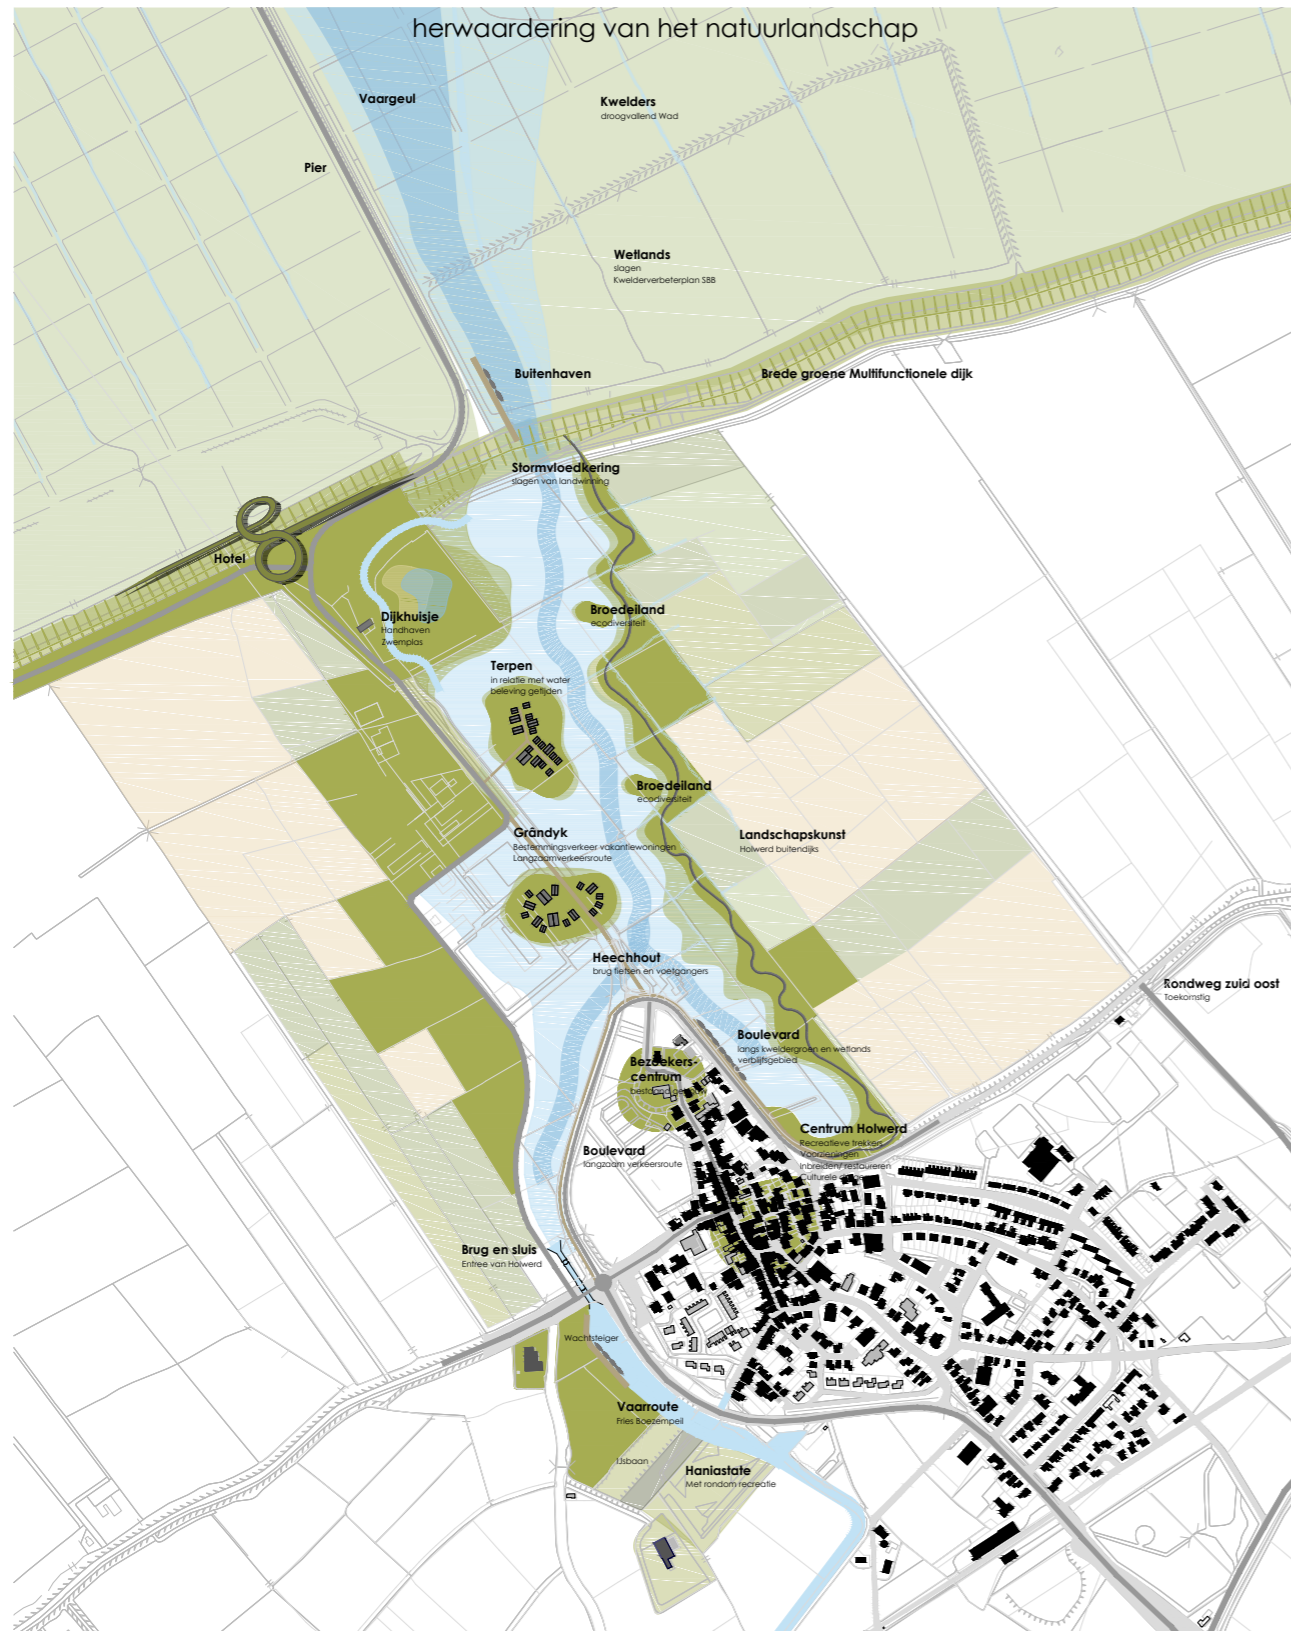 herwaardering van het natuurlandschap
Vaargeul
Kwelders
droogvallend Wad
Pier
Wetlands
slagen
Kwelderverbeterplan SBB
Buitenhaven
Brede groene Multifunctionele dijk
Stormvloedkering
slagen van landwinning
Hotel
Dijkhuisje
Handhaven
Zwemplas
Broedeiland
ecodiversiteit
Terpen
in relatie met water
beleving getijden
Broedeiland
ecodiversiteit
Grândyk
Bestemmingsverkeer vakantiewoningen
Langzaamverkeersroute
Landschapskunst
Holwerd buitendijks
Heechhout
brug fietsen en voetgangers
Rondweg zuid oost
Toekomstig
Boulevard
langs kweldergroen en wetlands
verblijfsgebied
Bezoekers-
centrum
bestaand
Centrum Holwerd
Recreatieve trekkers
Voorzieningen
Inbreiden/ restaureren
Culturele
Boulevard
langzaam verkeersroute
Brug en sluis
Entree van Holwerd
Wachtsteiger
Vaarroute
Fries Boezempeil
IJsbaan
Haniastate
Met rondom recreatie